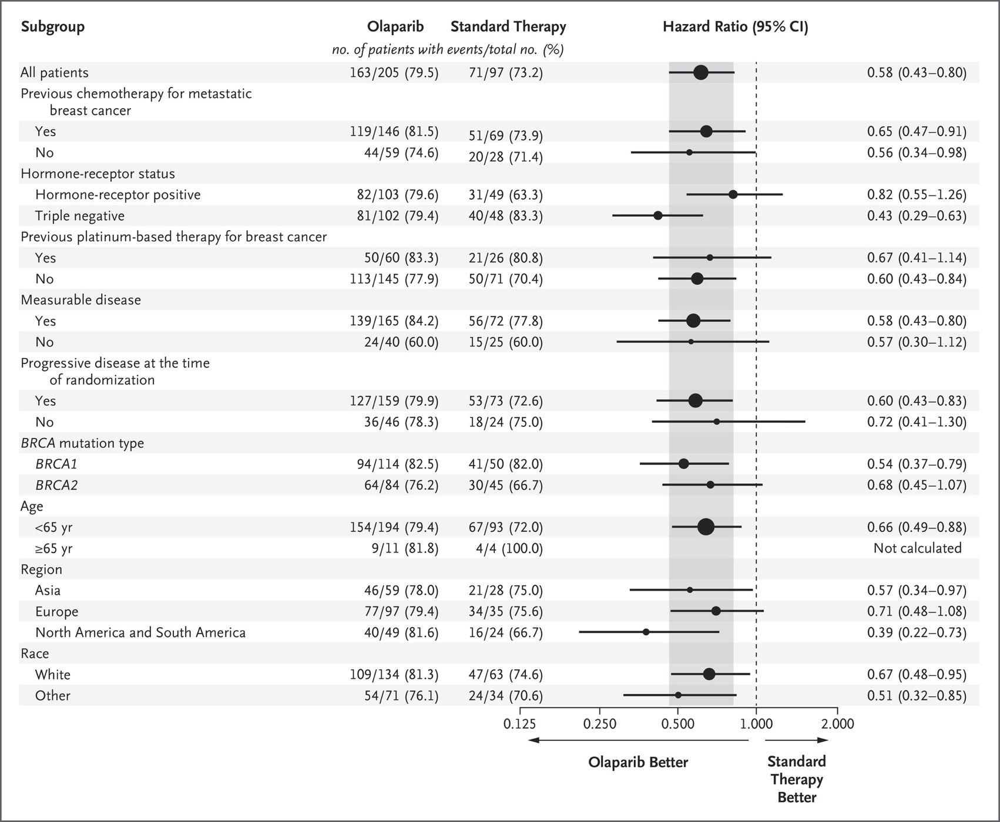 Subgroup Olaparib Standard Therapy Hazard Ratio (95% CI)
no. of patients with events/total no. (%)
All patients 163/205 (79.5) 71/97 (73.2) 0.58 (0.43–0.80)
Previous chemotherapy for metastatic
breast cancer
Yes 119/146 (81.5) 51/69 (73.9) 0.65 (0.47–0.91)
No 44/59 (74.6) 20/28 (71.4) 0.56 (0.34–0.98)
Hormone-receptor status
Hormone-receptor positive 82/103 (79.6) 31/49 (63.3) 0.82 (0.55–1.26)
Triple negative 81/102 (79.4) 40/48 (83.3) 0.43 (0.29–0.63)
Previous platinum-based therapy for breast cancer
Yes 50/60 (83.3) 21/26 (80.8) 0.67 (0.41–1.14)
No 113/145 (77.9) 50/71 (70.4) 0.60 (0.43–0.84)
Measurable disease
Yes 139/165 (84.2) 56/72 (77.8) 0.58 (0.43–0.80)
No 24/40 (60.0) 15/25 (60.0) 0.57 (0.30–1.12)
Progressive disease at the time
of randomization
Yes 127/159 (79.9) 53/73 (72.6) 0.60 (0.43–0.83)
No 36/46 (78.3) 18/24 (75.0) 0.72 (0.41–1.30)
BRCA mutation type
BRCA1 94/114 (82.5) 41/50 (82.0) 0.54 (0.37–0.79)
BRCA2 64/84 (76.2) 30/45 (66.7) 0.68 (0.45–1.07)
Age
<65 yr 154/194 (79.4) 67/93 (72.0) 0.66 (0.49–0.88)
≥65 yr 9/11 (81.8) 4/4 (100.0) Not calculated
Region
Asia 46/59 (78.0) 21/28 (75.0) 0.57 (0.34–0.97)
Europe 77/97 (79.4) 34/35 (75.6) 0.71 (0.48–1.08)
North America and South America 40/49 (81.6) 16/24 (66.7) 0.39 (0.22–0.73)
Race
White 109/134 (81.3) 47/63 (74.6) 0.67 (0.48–0.95)
Other 54/71 (76.1) 24/34 (70.6) 0.51 (0.32–0.85)
0.125 0.250 0.500 1.000 2.000
Olaparib Better Standard
Therapy
Better